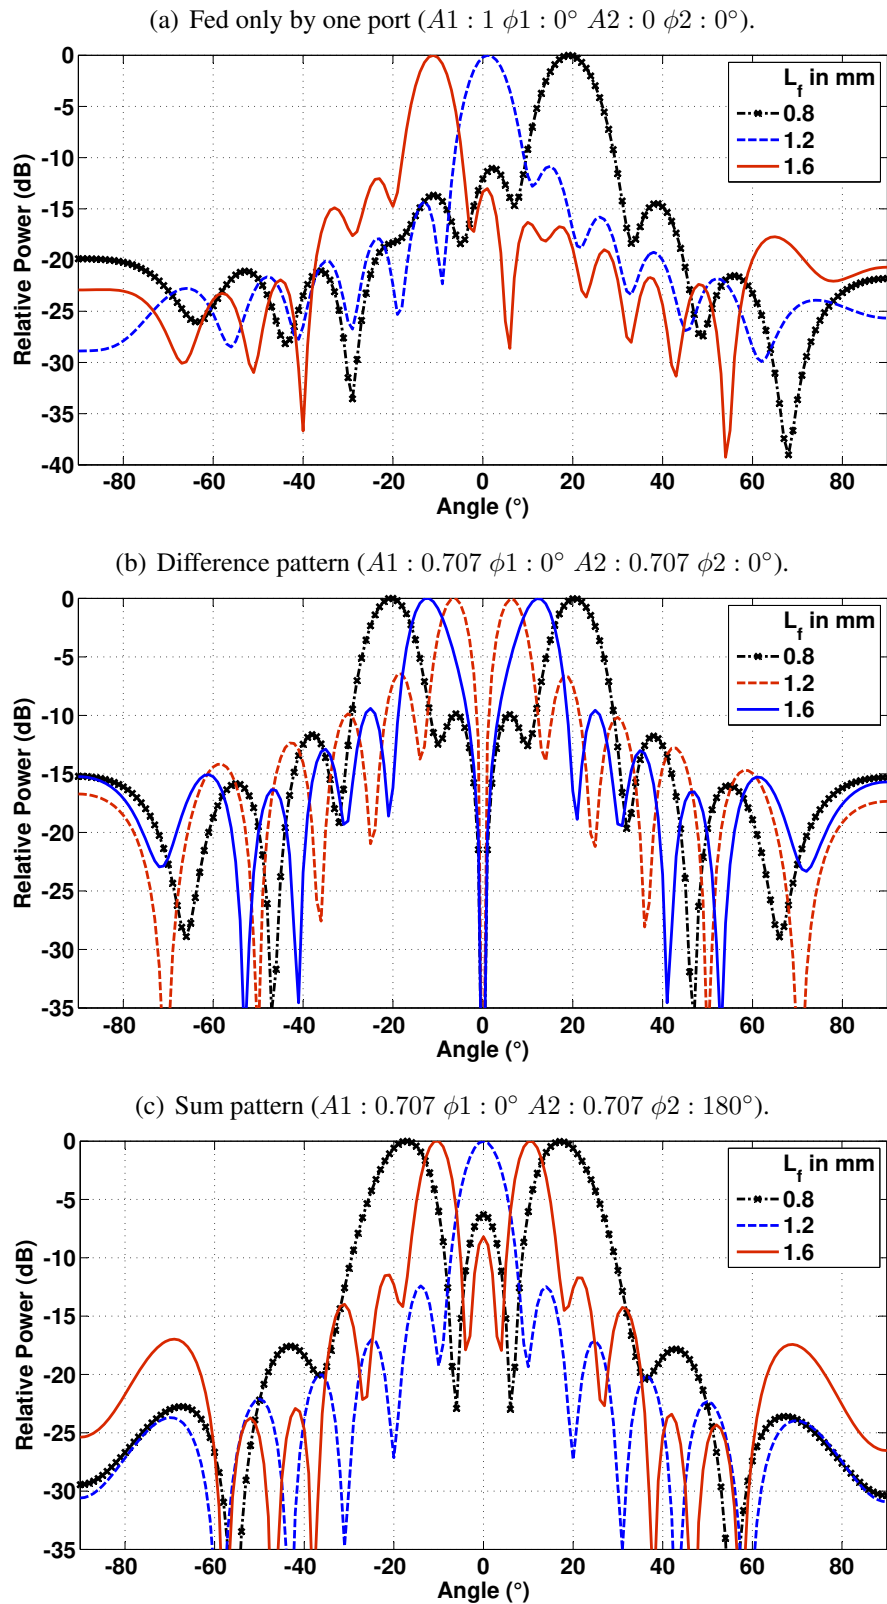 (a) Fed only by one port (A1 : 1 ϕ1 : 0° A2 : 0 ϕ2 : 0°).
0
-5
-10
-15
-20
-25
-30
-35
-40
Relative Power (dB)
L_f in mm
0.8
1.2
1.6
-80 -60 -40 -20 0 20 40 60 80
Angle (°)
(b) Difference pattern (A1 : 0.707 ϕ1 : 0° A2 : 0.707 ϕ2 : 0°).
0
-5
-10
-15
-20
-25
-30
-35
Relative Power (dB)
L_f in mm
0.8
1.2
1.6
-80 -60 -40 -20 0 20 40 60 80
Angle (°)
(c) Sum pattern (A1 : 0.707 ϕ1 : 0° A2 : 0.707 ϕ2 : 180°).
0
-5
-10
-15
-20
-25
-30
-35
Relative Power (dB)
L_f in mm
0.8
1.2
1.6
-80 -60 -40 -20 0 20 40 60 80
Angle (°)